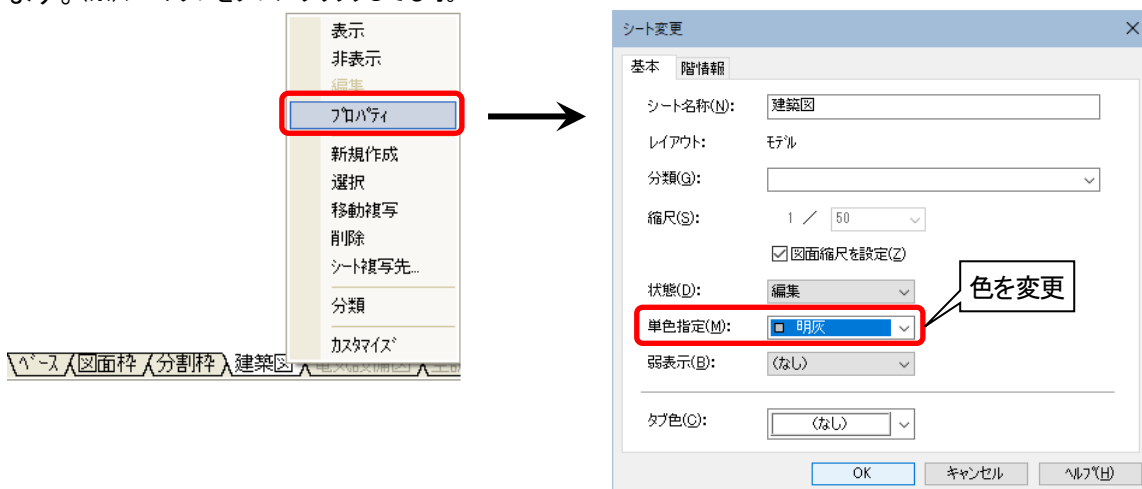 表示
非表示
編集
プロパティ
新規作成
選択
移動複写
削除
シート複写先...
分類
カスタマイズ
ベース 図面枠 分割枠 建築図
シート変更
基本 階情報
シート名称(N): 建築図
レイアウト: モデル
分類(G):
縮尺(S): 1 / 50
図面縮尺を設定(Z)
色を変更
状態(D): 編集
単色指定(M): 明灰
弱表示(B): (なし)
タブ色(C): (なし)
OK キャンセル ヘルプ(H)